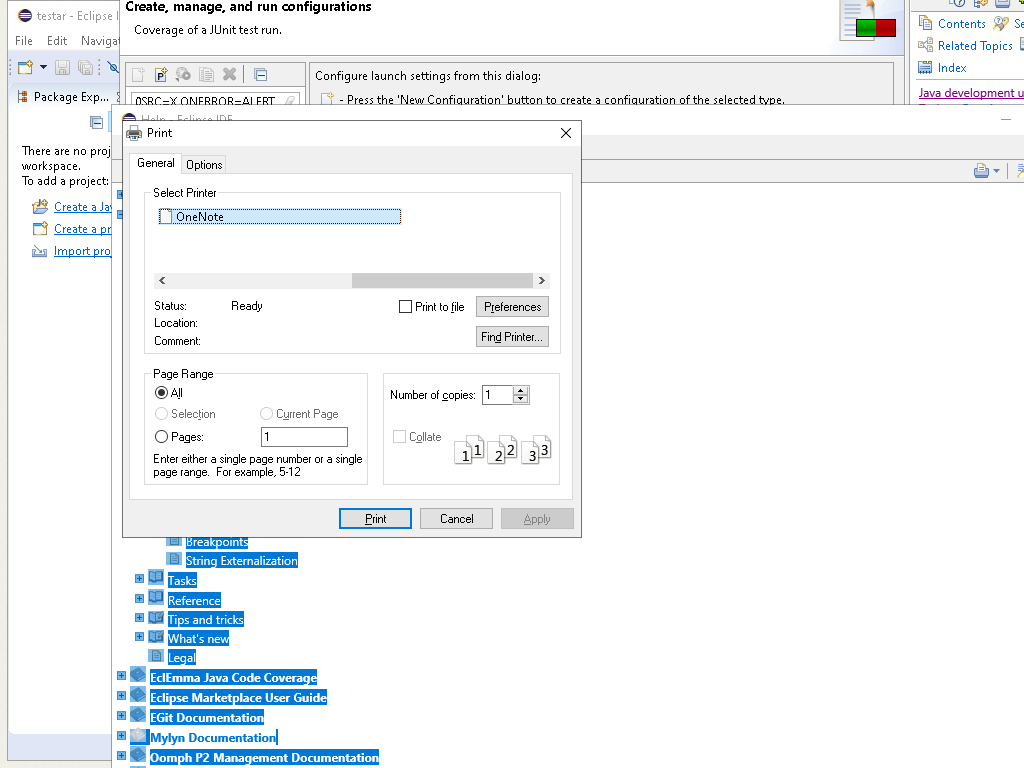 testar - Eclipse I
File Edit Navigat
Package Exp...
There are no proj
workspace.
To add a project:
Create a Jav
Create a pr
Import proj
Create, manage, and run configurations
Coverage of a JUnit test run.
Configure launch settings from this dialog:
- Press the 'New Configuration' button to create a configuration of the selected type.
0SRC=X ONERROR=ALERT
Contents
Se
Related Topics
Index
Java development u
Help - Eclipse IDE
Print
General
Options
Select Printer
OneNote
Status: Ready
Location:
Comment:
Print to file
Preferences
Find Printer...
Page Range
All
Selection
Current Page
Pages: 1
Enter either a single page number or a single
page range. For example, 5-12
Number of copies: 1
Collate
1 1 2 2 3 3
Print
Cancel
Apply
Breakpoints
String Externalization
Tasks
Reference
Tips and tricks
What's new
Legal
EclEmma Java Code Coverage
Eclipse Marketplace User Guide
EGit Documentation
Mylyn Documentation
Oomph P2 Management Documentation